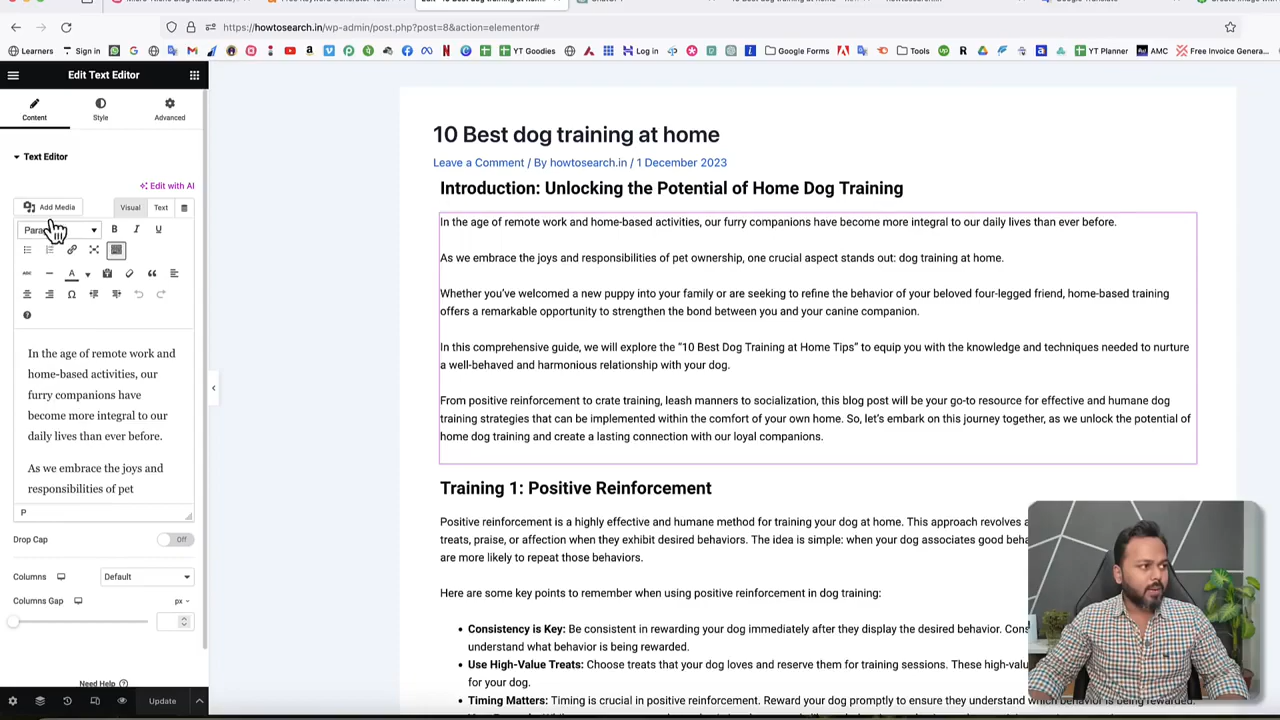 Edit "10 Best dog training at home"
Free Keyword Generator Tool
Google Translate
https://howtosearch.in/wp-admin/post.php?post=8&action=elementor#
Learners
Sign in
YT Goodies
Log in
Google Forms
Tools
YT Planner
AMC
Free Invoice Genera...
Edit Text Editor
Content
Style
Advanced
Text Editor
Edit with AI
Add Media
Visual
Text
Para
B
I
U
ABC
A
Ω
In the age of remote work and
home-based activities, our
furry companions have
become more integral to our
daily lives than ever before.
As we embrace the joys and
responsibilities of pet
P
Drop Cap
Off
Columns
Default
Columns Gap
px
Need Help
Update
10 Best dog training at home
Leave a Comment / By howtosearch.in / 1 December 2023
Introduction: Unlocking the Potential of Home Dog Training
In the age of remote work and home-based activities, our furry companions have become more integral to our daily lives than ever before.
As we embrace the joys and responsibilities of pet ownership, one crucial aspect stands out: dog training at home.
Whether you've welcomed a new puppy into your family or are seeking to refine the behavior of your beloved four-legged friend, home-based training
offers a remarkable opportunity to strengthen the bond between you and your canine companion.
In this comprehensive guide, we will explore the "10 Best Dog Training at Home Tips" to equip you with the knowledge and techniques needed to nurture
a well-behaved and harmonious relationship with your dog.
From positive reinforcement to crate training, leash manners to socialization, this blog post will be your go-to resource for effective and humane dog
training strategies that can be implemented within the comfort of your own home. So, let's embark on this journey together, as we unlock the potential of
home dog training and create a lasting connection with our loyal companions.
Training 1: Positive Reinforcement
Positive reinforcement is a highly effective and humane method for training your dog at home. This approach revolves a
treats, praise, or affection when they exhibit desired behaviors. The idea is simple: when your dog associates good beha
are more likely to repeat those behaviors.
Here are some key points to remember when using positive reinforcement in dog training:
• Consistency is Key: Be consistent in rewarding your dog immediately after they display the desired behavior. Cons
understand what behavior is being rewarded.
• Use High-Value Treats: Choose treats that your dog loves and reserve them for training sessions. These high-valu
for your dog.
• Timing Matters: Timing is crucial in positive reinforcement. Reward your dog promptly to ensure they understand which behavior is being rewarded.